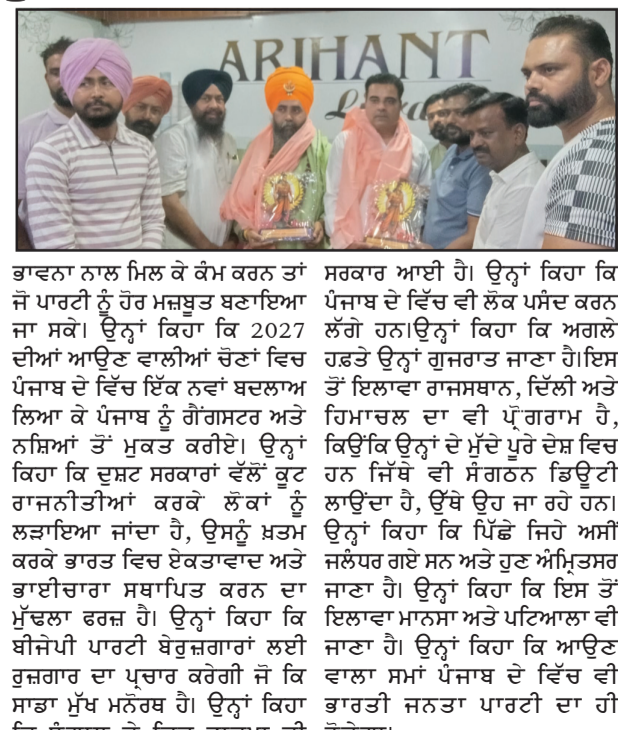 ARIHANT
ਭਾਵਨਾ ਨਾਲ ਮਿਲ ਕੇ ਕੰਮ ਕਰਨ ਤਾਂ
ਜੋ ਪਾਰਟੀ ਨੂੰ ਹੋਰ ਮਜ਼ਬੂਤ ਬਣਾਇਆ
ਜਾ ਸਕੇ। ਉਨ੍ਹਾਂ ਕਿਹਾ ਕਿ 2027
ਦੀਆਂ ਆਉਣ ਵਾਲੀਆਂ ਚੋਣਾਂ ਵਿਚ
ਪੰਜਾਬ ਦੇ ਵਿੱਚ ਇੱਕ ਨਵਾਂ ਬਦਲਾਅ
ਲਿਆ ਕੇ ਪੰਜਾਬ ਨੂੰ ਗੈਂਗਸਟਰ ਅਤੇ
ਨਸ਼ਿਆਂ ਤੋਂ ਮੁਕਤ ਕਰੀਏ। ਉਨ੍ਹਾਂ
ਕਿਹਾ ਕਿ ਦੁਸ਼ਟ ਸਰਕਾਰਾਂ ਵੱਲੋਂ ਕੂਟ
ਰਾਜਨੀਤੀਆਂ ਕਰਕੇ ਲੋਕਾਂ ਨੂੰ
ਲੜਾਇਆ ਜਾਂਦਾ ਹੈ, ਉਸਨੂੰ ਖ਼ਤਮ
ਕਰਕੇ ਭਾਰਤ ਵਿਚ ਏਕਤਾਵਾਦ ਅਤੇ
ਭਾਈਚਾਰਾ ਸਥਾਪਿਤ ਕਰਨ ਦਾ
ਮੁੱਢਲਾ ਫਰਜ਼ ਹੈ। ਉਨ੍ਹਾਂ ਕਿਹਾ ਕਿ
ਬੀਜੇਪੀ ਪਾਰਟੀ ਬੇਰੁਜ਼ਗਾਰਾਂ ਲਈ
ਰੁਜ਼ਗਾਰ ਦਾ ਪ੍ਰਚਾਰ ਕਰੇਗੀ ਜੋ ਕਿ
ਸਾਡਾ ਮੁੱਖ ਮਨੋਰਥ ਹੈ। ਉਨ੍ਹਾਂ ਕਿਹਾ
ਸਰਕਾਰ ਆਈ ਹੈ। ਉਨ੍ਹਾਂ ਕਿਹਾ ਕਿ
ਪੰਜਾਬ ਦੇ ਵਿੱਚ ਵੀ ਲੋਕ ਪਸੰਦ ਕਰਨ
ਲੱਗੇ ਹਨ।ਉਨ੍ਹਾਂ ਕਿਹਾ ਕਿ ਅਗਲੇ
ਹਫ਼ਤੇ ਉਨ੍ਹਾਂ ਗੁਜਰਾਤ ਜਾਣਾ ਹੈ।ਇਸ
ਤੋਂ ਇਲਾਵਾ ਰਾਜਸਥਾਨ, ਦਿੱਲੀ ਅਤੇ
ਹਿਮਾਚਲ ਦਾ ਵੀ ਪ੍ਰੋਗਰਾਮ ਹੈ,
ਕਿਉਂਕਿ ਉਨ੍ਹਾਂ ਦੇ ਮੁੱਦੇ ਪੂਰੇ ਦੇਸ਼ ਵਿਚ
ਹਨ ਜਿੱਥੇ ਵੀ ਸੰਗਠਨ ਡਿਊਟੀ
ਲਾਉਂਦਾ ਹੈ, ਉੱਥੇ ਉਹ ਜਾ ਰਹੇ ਹਨ।
ਉਨ੍ਹਾਂ ਕਿਹਾ ਕਿ ਪਿੱਛੇ ਜਿਹੇ ਅਸੀਂ
ਜਲੰਧਰ ਗਏ ਸਨ ਅਤੇ ਹੁਣ ਅੰਮ੍ਰਿਤਸਰ
ਜਾਣਾ ਹੈ। ਉਨ੍ਹਾਂ ਕਿਹਾ ਕਿ ਇਸ ਤੋਂ
ਇਲਾਵਾ ਮਾਨਸਾ ਅਤੇ ਪਟਿਆਲਾ ਵੀ
ਜਾਣਾ ਹੈ। ਉਨ੍ਹਾਂ ਕਿਹਾ ਕਿ ਆਉਣ
ਵਾਲਾ ਸਮਾਂ ਪੰਜਾਬ ਦੇ ਵਿੱਚ ਵੀ
ਭਾਰਤੀ ਜਨਤਾ ਪਾਰਟੀ ਦਾ ਹੀ